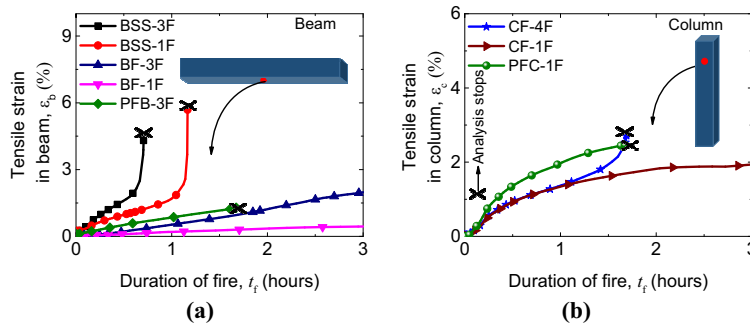 Tensile strain
in beam, εb (%)
9
6
3
0
BSS-3F
BSS-1F
BF-3F
BF-1F
PFB-3F
Beam
0 1 2 3
Duration of fire, tf (hours)
(a)
Tensile strain
in column, εc (%)
6
4
2
0
CF-4F
CF-1F
PFC-1F
Column
Analysis stops
0 1 2 3
Duration of fire, tf (hours)
(b)